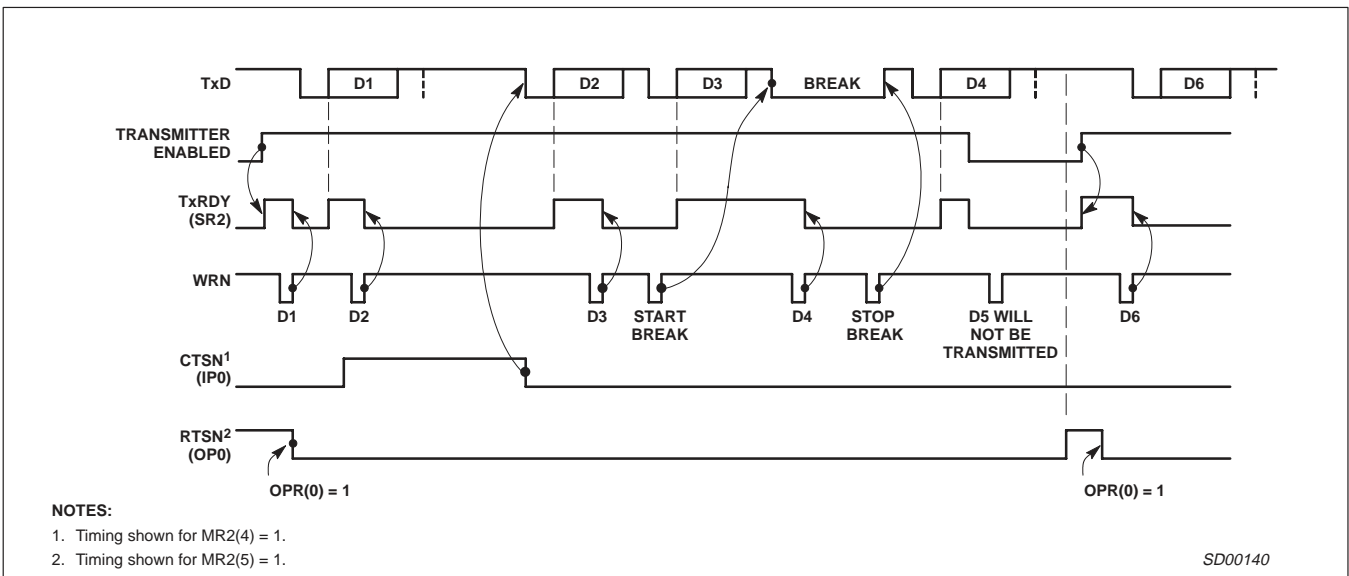 TxD
D1
D2
D3
BREAK
D4
D6
TRANSMITTER
ENABLED
TxRDY
(SR2)
WRN
D1
D2
D3
START
BREAK
D4
STOP
BREAK
D5 WILL
NOT BE
TRANSMITTED
D6
CTSN1
(IP0)
RTSN2
(OP0)
OPR(0) = 1
OPR(0) = 1
NOTES:
1. Timing shown for MR2(4) = 1.
2. Timing shown for MR2(5) = 1.
SD00140